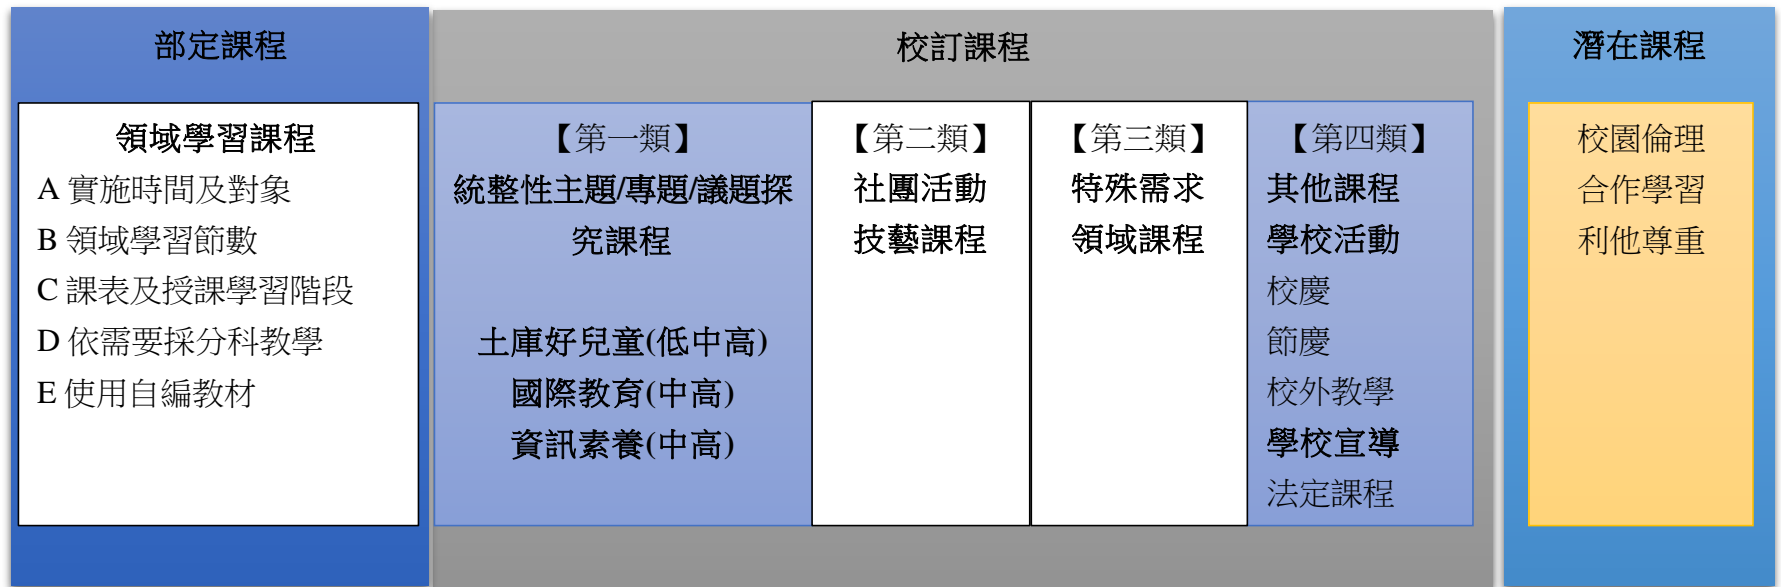 部定課程
領域學習課程
A 實施時間及對象
B 領域學習節數
C 課表及授課學習階段
D 依需要採分科教學
E 使用自編教材
校訂課程
【第一類】
統整性主題/專題/議題探
究課程
土庫好兒童(低中高)
國際教育(中高)
資訊素養(中高)
【第二類】
社團活動
技藝課程
【第三類】
特殊需求
領域課程
【第四類】
其他課程
學校活動
校慶
節慶
校外教學
學校宣導
法定課程
潛在課程
校園倫理
合作學習
利他尊重